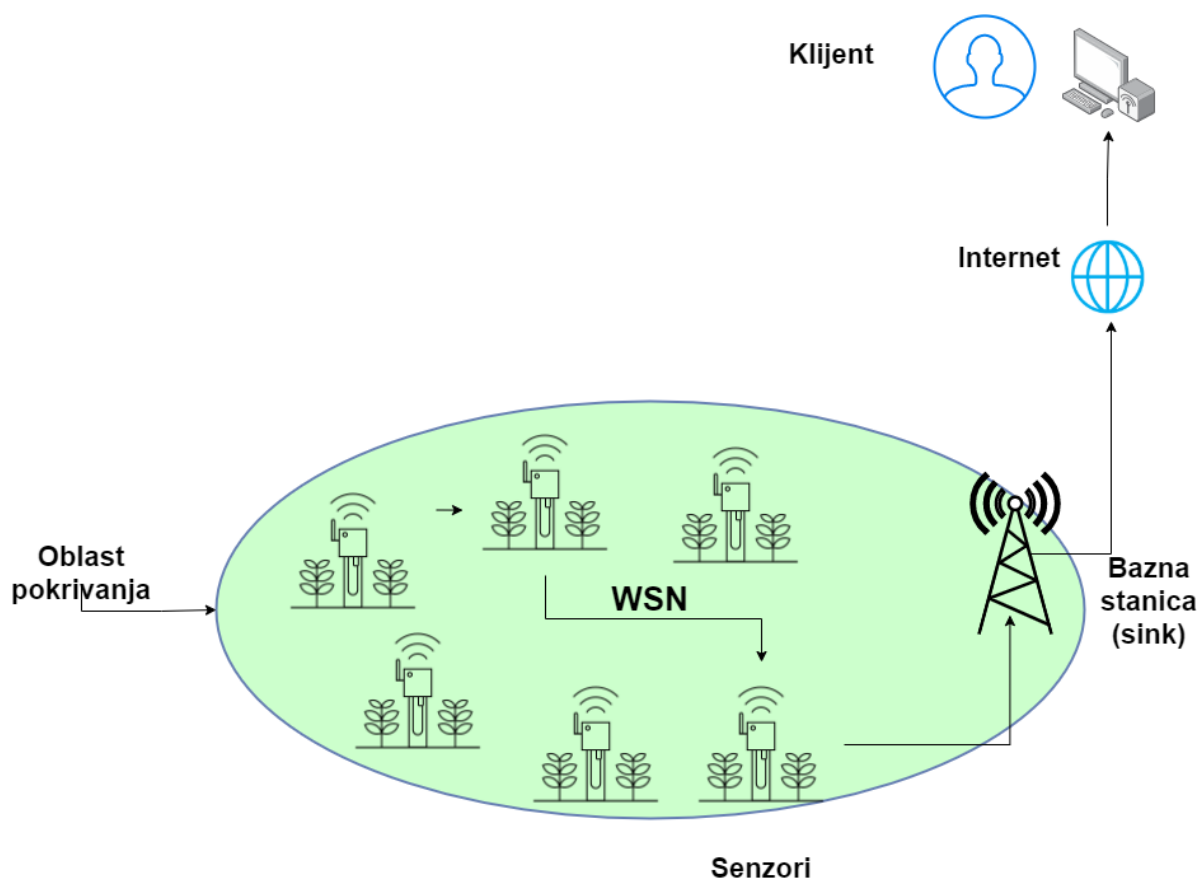 Klijent
Internet
Oblast
pokrivanja
WSN
Bazna
stanica
(sink)
Senzori